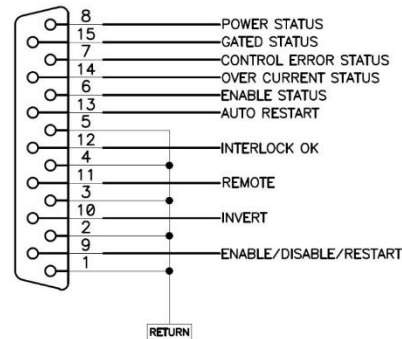 8 POWER STATUS
15 GATED STATUS
7 CONTROL ERROR STATUS
14 OVER CURRENT STATUS
6 ENABLE STATUS
13 AUTO RESTART
5
12 INTERLOCK OK
4
11 REMOTE
3
10 INVERT
2
9 ENABLE/DISABLE/RESTART
1
RETURN